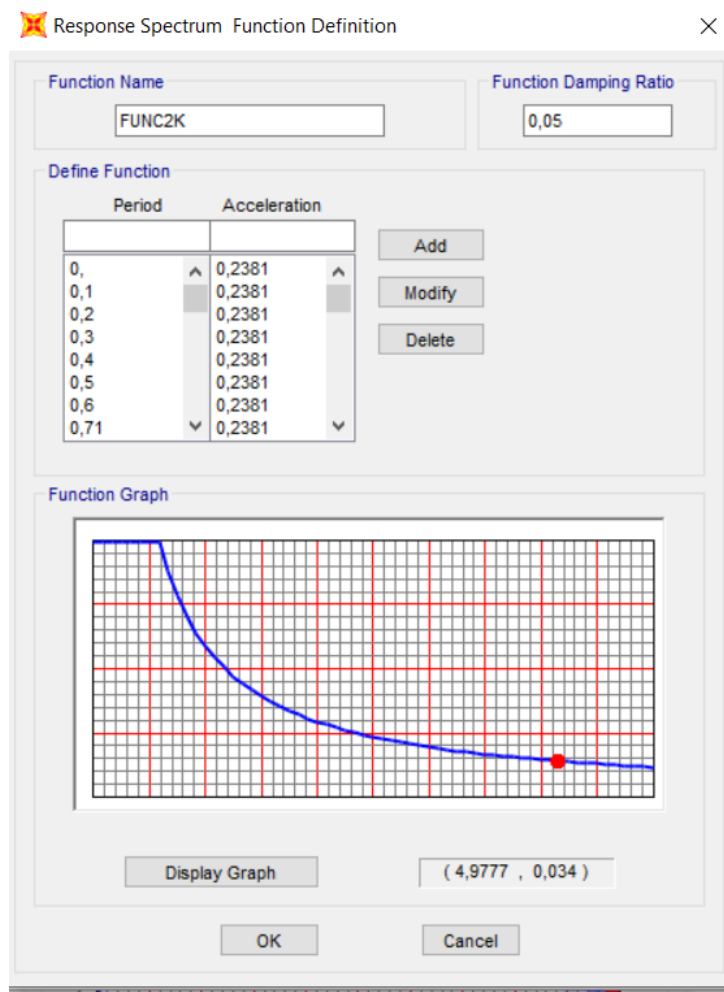 Response Spectrum Function Definition
Function Name
FUNC2K
Function Damping Ratio
0,05
Define Function
Period Acceleration
0, 0,2381
0,1 0,2381
0,2 0,2381
0,3 0,2381
0,4 0,2381
0,5 0,2381
0,6 0,2381
0,71 0,2381
Add
Modify
Delete
Function Graph
Display Graph
( 4,9777 , 0,034 )
OK Cancel